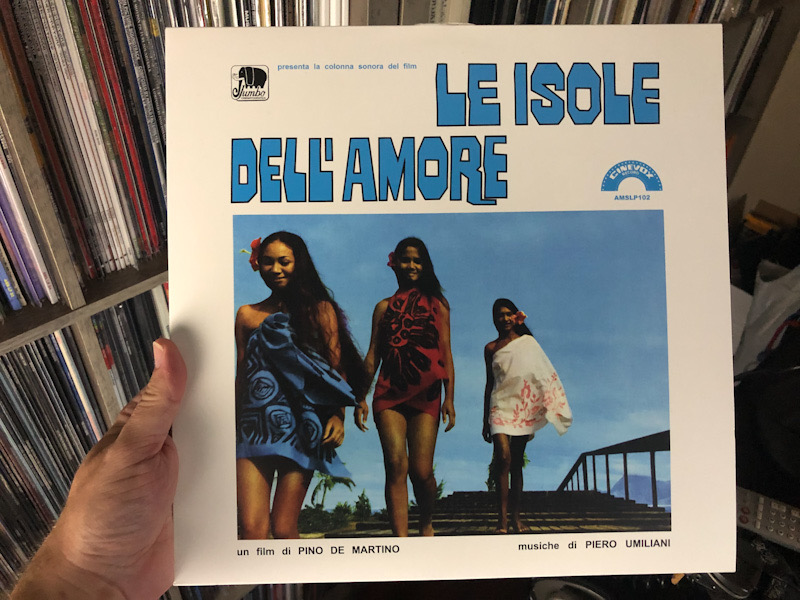 Jumbo
presenta la colonna sonora del film
LE ISOLE
DELL'AMORE
CINEVOX
RECORD
AMSLP102
un film di PINO DE MARTINO
musiche di PIERO UMILIANI